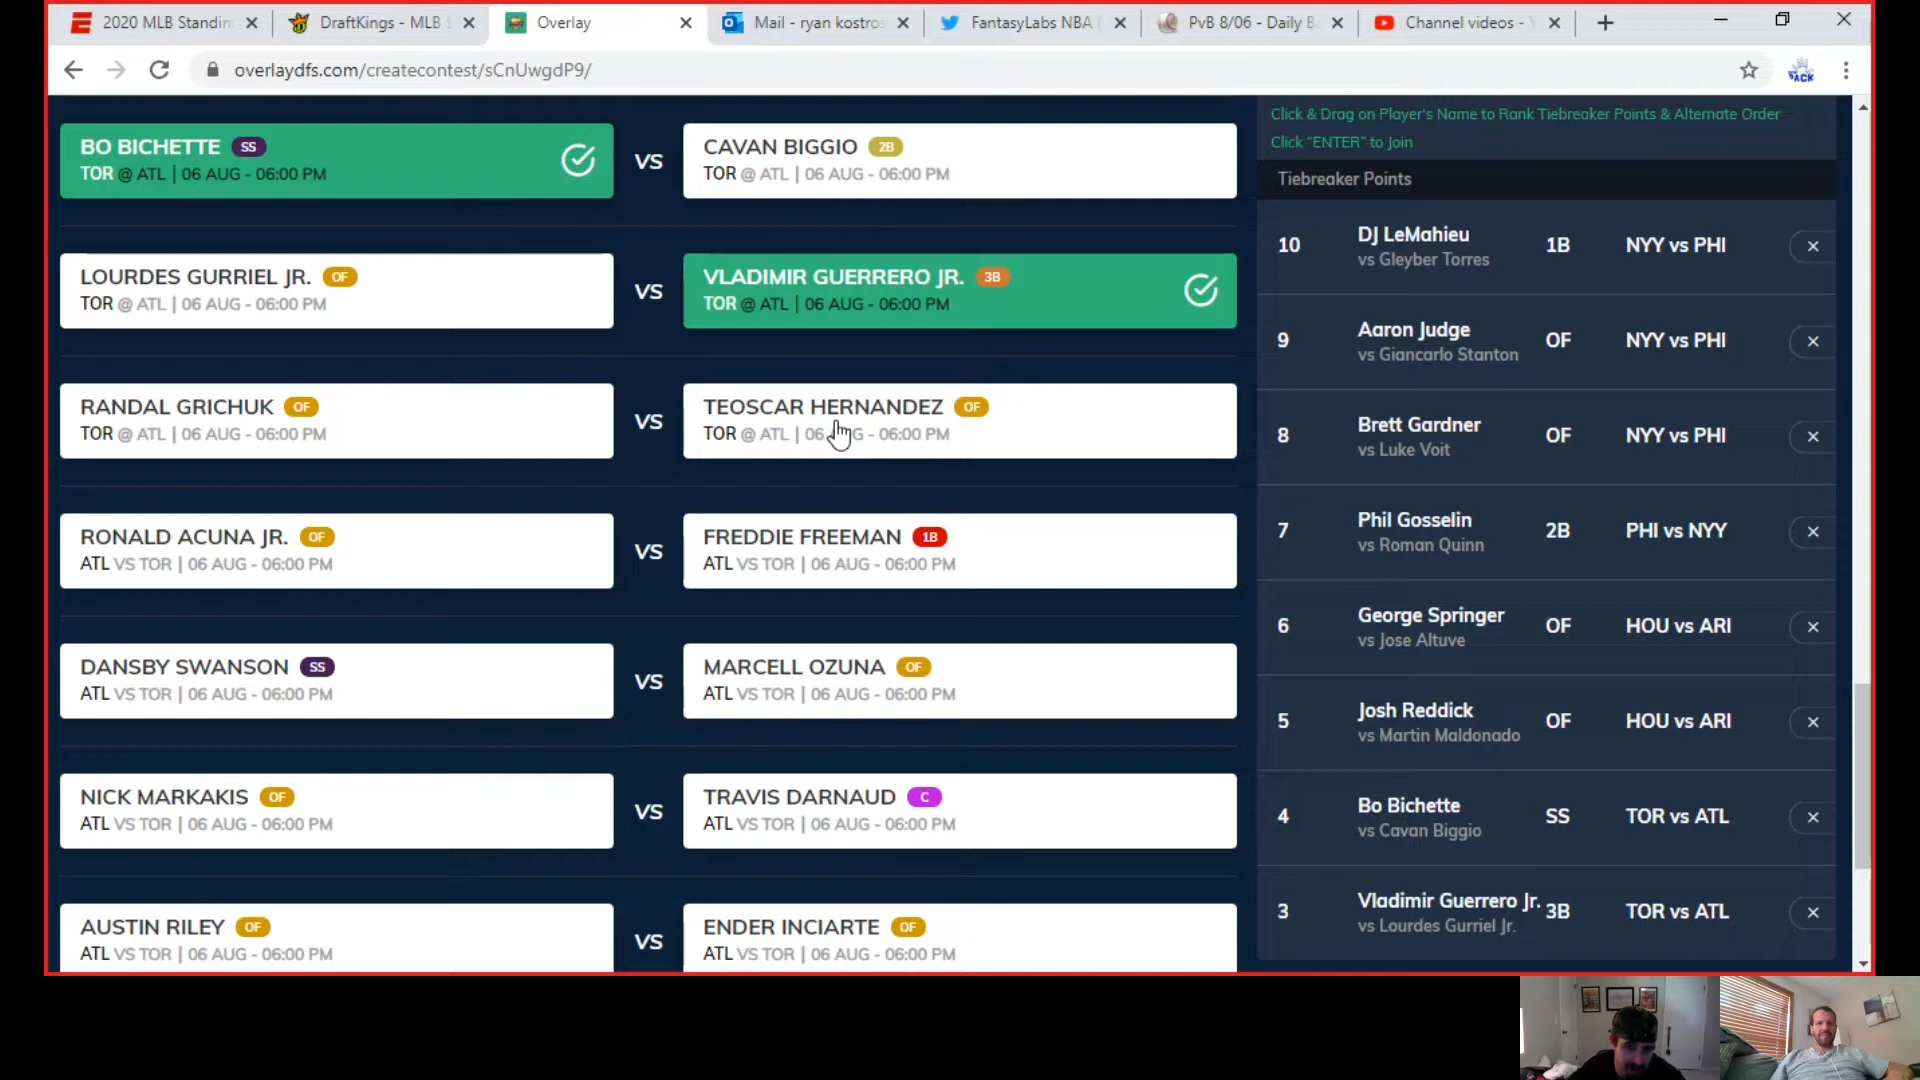 2020 MLB Standin
DraftKings - MLB
Overlay
Mail - ryan kostros
FantasyLabs NBA
PvB 8/06 - Daily B
Channel videos -
overlaydfs.com/createcontest/sCnUwgdP9/
BO BICHETTE SS
TOR @ ATL | 06 AUG - 06:00 PM
VS
CAVAN BIGGIO 2B
TOR @ ATL | 06 AUG - 06:00 PM
LOURDES GURRIEL JR. OF
TOR @ ATL | 06 AUG - 06:00 PM
VS
VLADIMIR GUERRERO JR. 3B
TOR @ ATL | 06 AUG - 06:00 PM
RANDAL GRICHUK OF
TOR @ ATL | 06 AUG - 06:00 PM
VS
TEOSCAR HERNANDEZ OF
TOR @ ATL | 06 AUG - 06:00 PM
RONALD ACUNA JR. OF
ATL VS TOR | 06 AUG - 06:00 PM
VS
FREDDIE FREEMAN 1B
ATL VS TOR | 06 AUG - 06:00 PM
DANSBY SWANSON SS
ATL VS TOR | 06 AUG - 06:00 PM
VS
MARCELL OZUNA OF
ATL VS TOR | 06 AUG - 06:00 PM
NICK MARKAKIS OF
ATL VS TOR | 06 AUG - 06:00 PM
VS
TRAVIS DARNAUD C
ATL VS TOR | 06 AUG - 06:00 PM
AUSTIN RILEY OF
ATL VS TOR | 06 AUG - 06:00 PM
VS
ENDER INCIARTE OF
ATL VS TOR | 06 AUG - 06:00 PM
Click & Drag on Player's Name to Rank Tiebreaker Points & Alternate Order
Click "ENTER" to Join
Tiebreaker Points
10 DJ LeMahieu 1B NYY vs PHI
vs Gleyber Torres
9 Aaron Judge OF NYY vs PHI
vs Giancarlo Stanton
8 Brett Gardner OF NYY vs PHI
vs Luke Voit
7 Phil Gosselin 2B PHI vs NYY
vs Roman Quinn
6 George Springer OF HOU vs ARI
vs Jose Altuve
5 Josh Reddick OF HOU vs ARI
vs Martin Maldonado
4 Bo Bichette SS TOR vs ATL
vs Cavan Biggio
3 Vladimir Guerrero Jr. 3B TOR vs ATL
vs Lourdes Gurriel Jr.